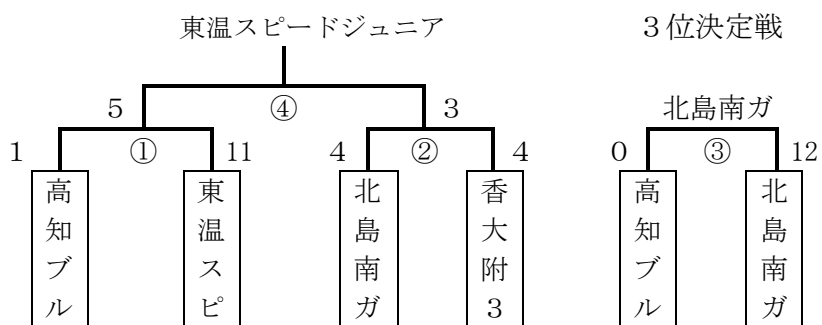 東温スピードジュニア
３位決定戦
5 ④ 3
北島南ガ
1 ① 11 4 ② 4
0 ③ 12
高知ブル
東温スピ
北島南ガ
香大附３
高知ブル
北島南ガ